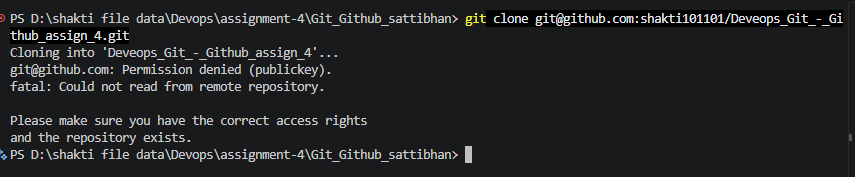 PS D:\shakti file data\Devops\assignment-4\Git_Github_sattibhan> git clone git@github.com:shakti101101/Deveops_Git_-_Gi
thub_assign_4.git
Cloning into 'Deveops_Git_-_Github_assign_4'...
git@github.com: Permission denied (publickey).
fatal: Could not read from remote repository.

Please make sure you have the correct access rights
and the repository exists.
PS D:\shakti file data\Devops\assignment-4\Git_Github_sattibhan>